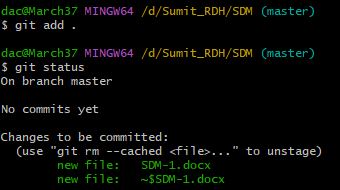 dac@March37 MINGW64 /d/Sumit_RDH/SDM (master)
$ git add .
dac@March37 MINGW64 /d/Sumit_RDH/SDM (master)
$ git status
On branch master
No commits yet
Changes to be committed:
(use "git rm --cached <file>..." to unstage)
new file: SDM-1.docx
new file: ~$SDM-1.docx